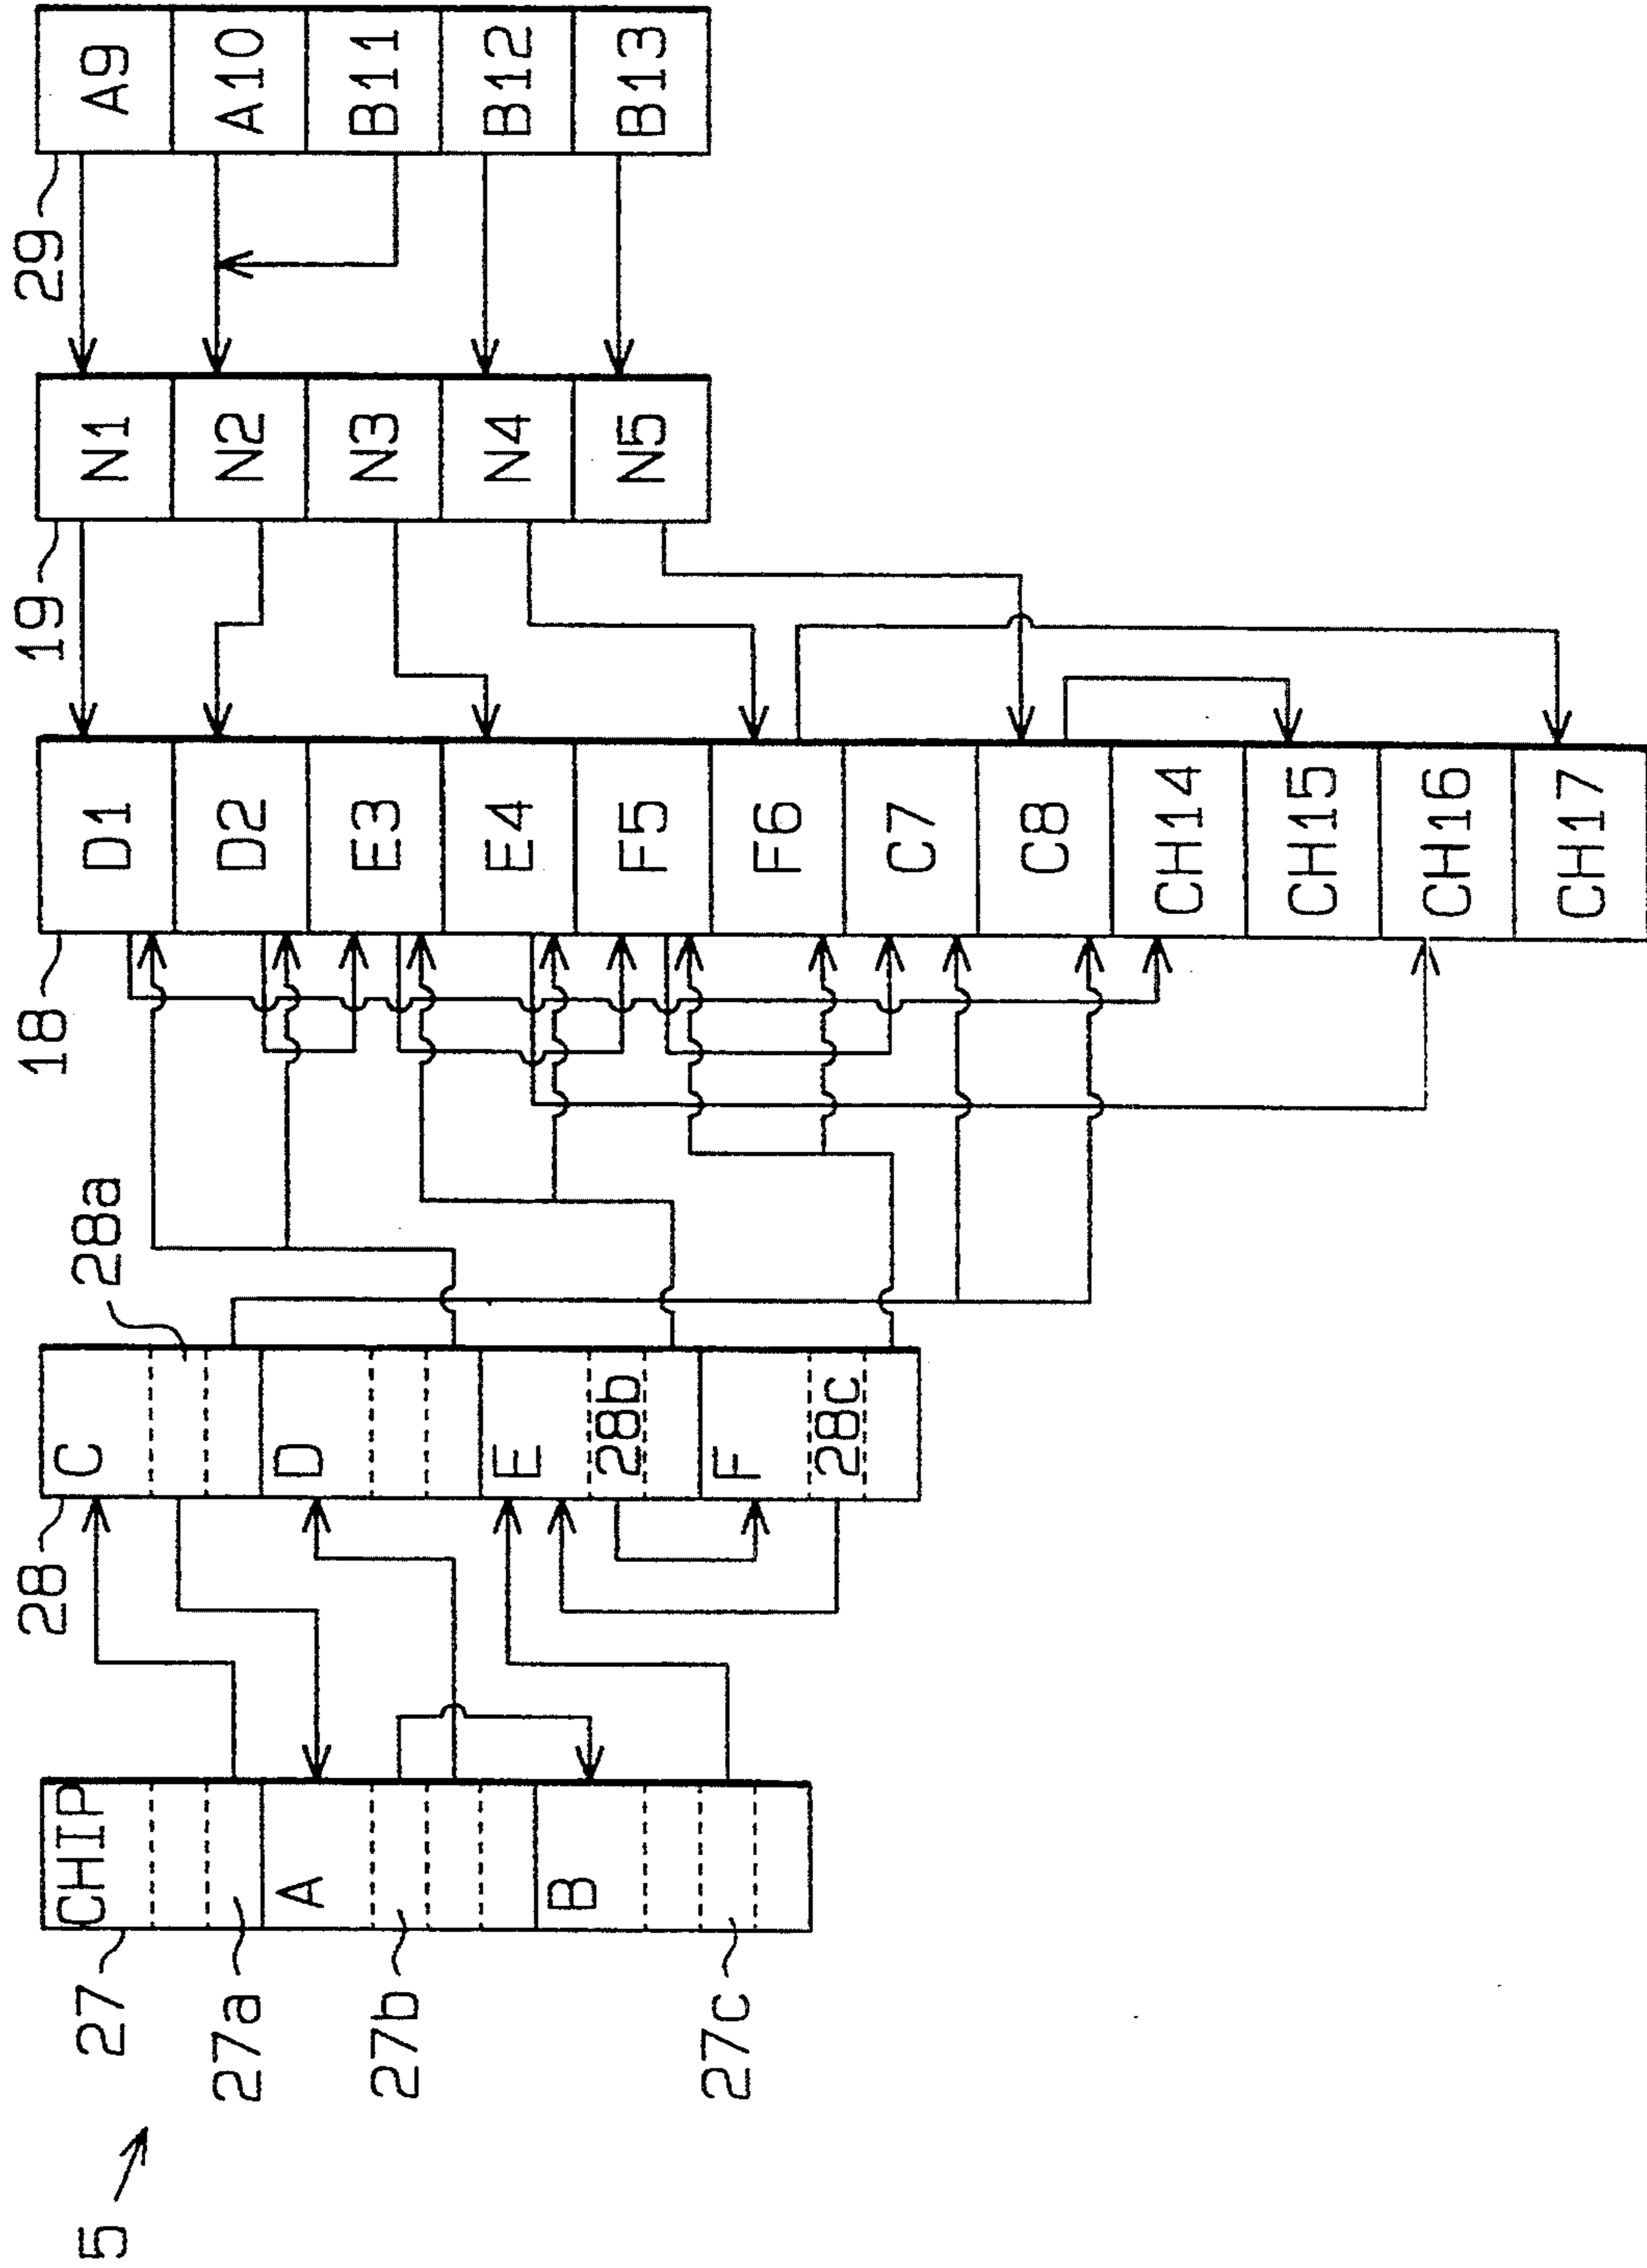 5
27
27a
27b
27c
CHIP
A
B
28
28a
C
D
E
28b
F
28c
18
D1
D2
E3
E4
F5
F6
C7
C8
CH14
CH15
CH16
CH17
19
N1
N2
N3
N4
N5
29
A9
A10
B11
B12
B13